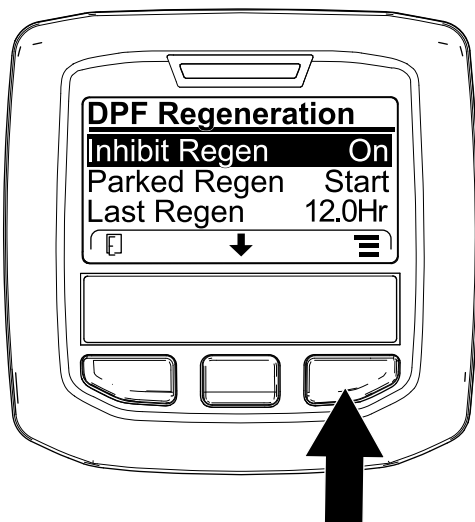 DPF Regeneration
Inhibit Regen On
Parked Regen Start
Last Regen 12.0Hr